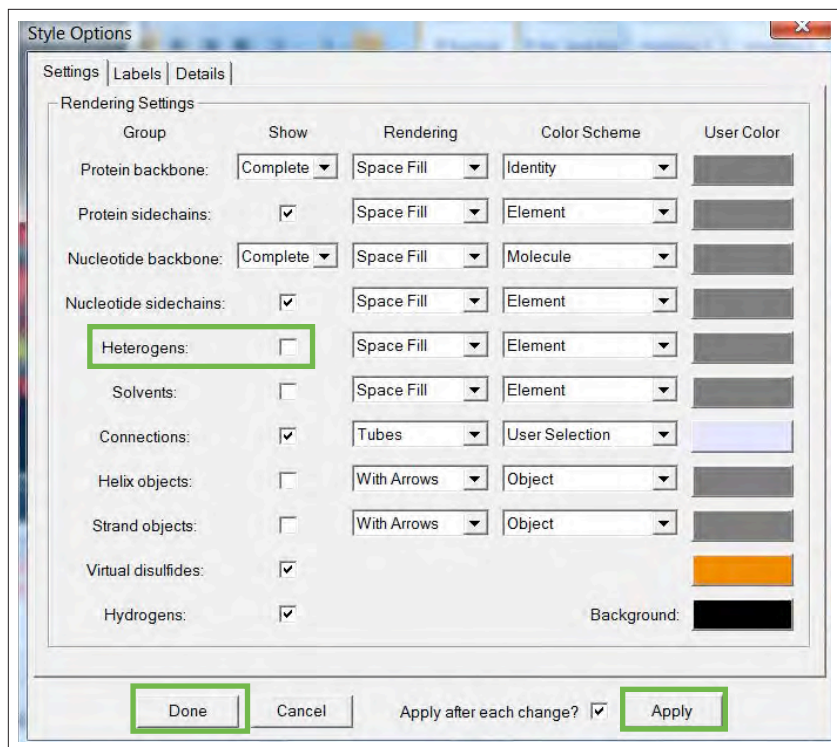 Style Options
Settings Labels Details
Rendering Settings
Group Show Rendering Color Scheme User Color
Protein backbone: Complete Space Fill Identity
Protein sidechains: Space Fill Element
Nucleotide backbone: Complete Space Fill Molecule
Nucleotide sidechains: Space Fill Element
Heterogens: Space Fill Element
Solvents: Space Fill Element
Connections: Tubes User Selection
Helix objects: With Arrows Object
Strand objects: With Arrows Object
Virtual disulfides:
Hydrogens: Background:
Done Cancel Apply after each change? Apply